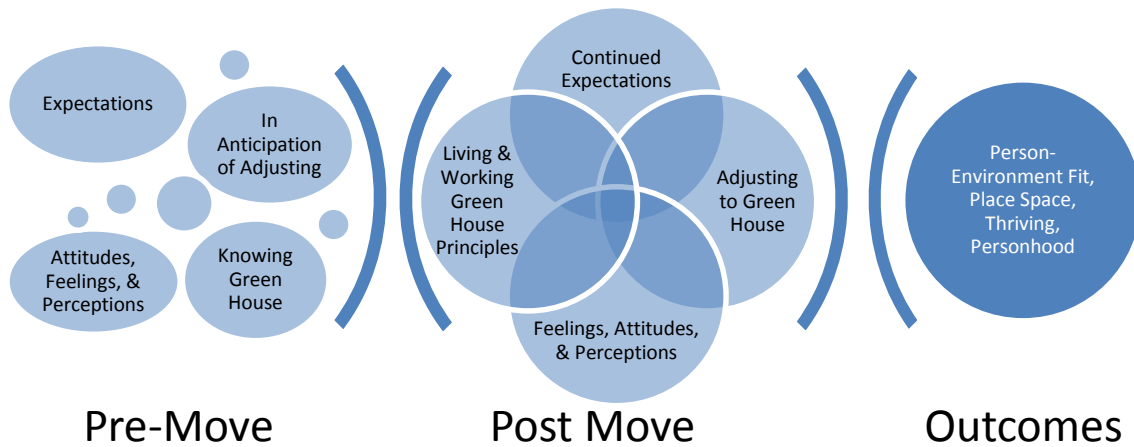 Expectations
In
Anticipation
of Adjusting
Attitudes,
Feelings, &
Perceptions
Knowing
Green
House
Continued
Expectations
Living &
Working
Green
House
Principles
Adjusting
to Green
House
Feelings, Attitudes,
& Perceptions
Person-
Environment Fit,
Place Space,
Thriving,
Personhood
Pre-Move
Post Move
Outcomes